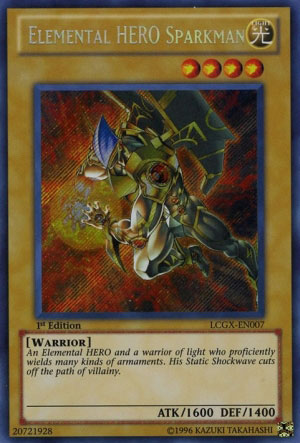 ELEMENTAL HERO SPARKMAN
LIGHT
光
1st Edition
LCGX-EN007
[WARRIOR]
An Elemental HERO and a warrior of light who proficiently
wields many kinds of armaments. His Static Shockwave cuts
off the path of villainy.
ATK/1600 DEF/1400
20721928
©1996 KAZUKI TAKAHASHI